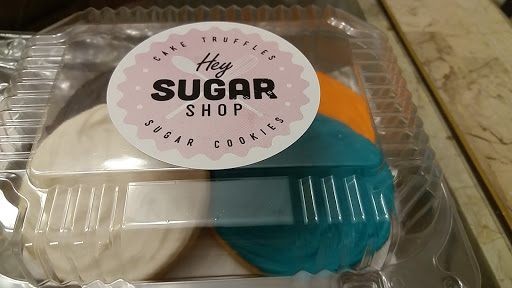 CAKE TRUFFLES
Hey
SUGAR
SHOP
SUGAR COOKIES